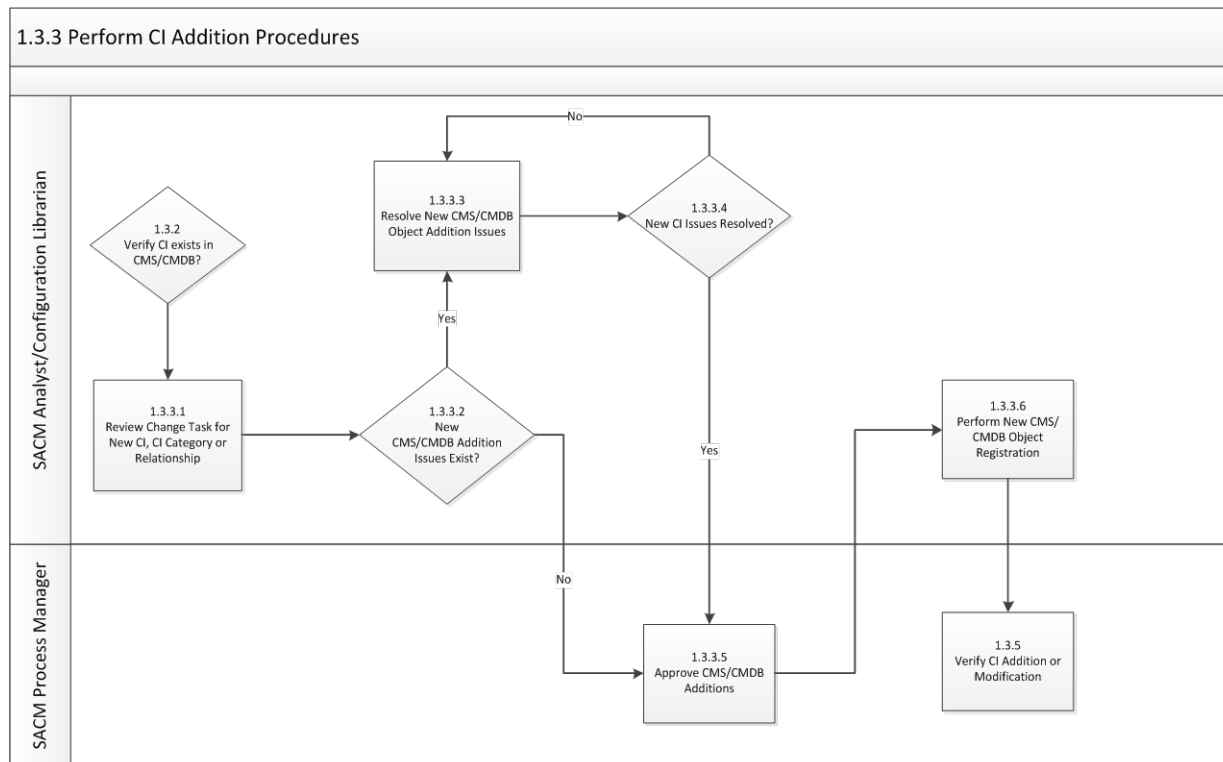 1.3.3 Perform CI Addition Procedures
SACM Analyst/Configuration Librarian
1.3.2
Verify CI exists in
CMS/CMDB?
1.3.3.1
Review Change Task for
New CI, CI Category or
Relationship
1.3.3.2
New
CMS/CMDB Addition
Issues Exist?
Yes
1.3.3.3
Resolve New CMS/CMDB
Object Addition Issues
No
1.3.3.4
New CI Issues Resolved?
Yes
1.3.3.6
Perform New CMS/
CMDB Object
Registration
SACM Process Manager
No
1.3.3.5
Approve CMS/CMDB
Additions
1.3.5
Verify CI Addition or
Modification